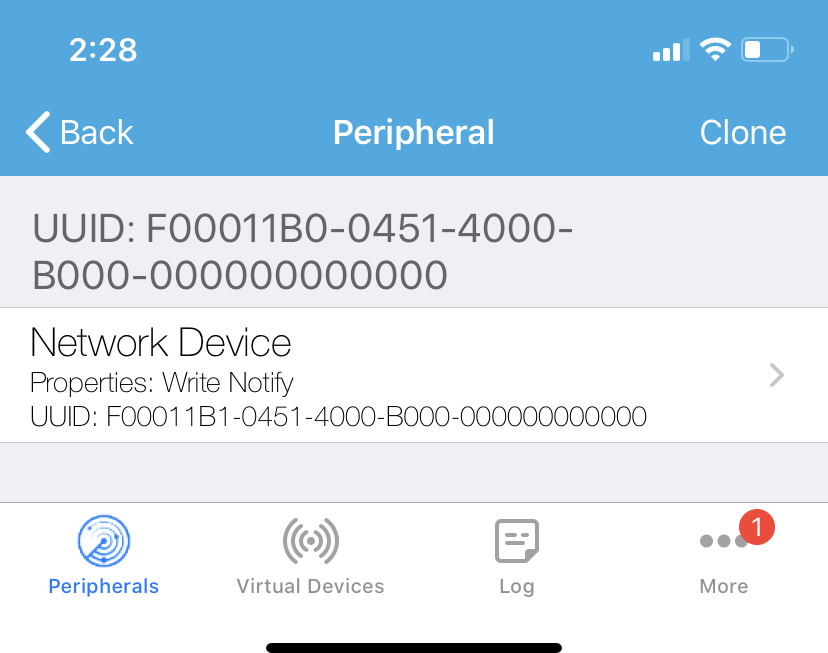 2:28
Back
Peripheral
Clone
UUID: F00011B0-0451-4000-
B000-000000000000
Network Device
Properties: Write Notify
UUID: F00011B1-0451-4000-B000-000000000000
1
Peripherals
Virtual Devices
Log
More